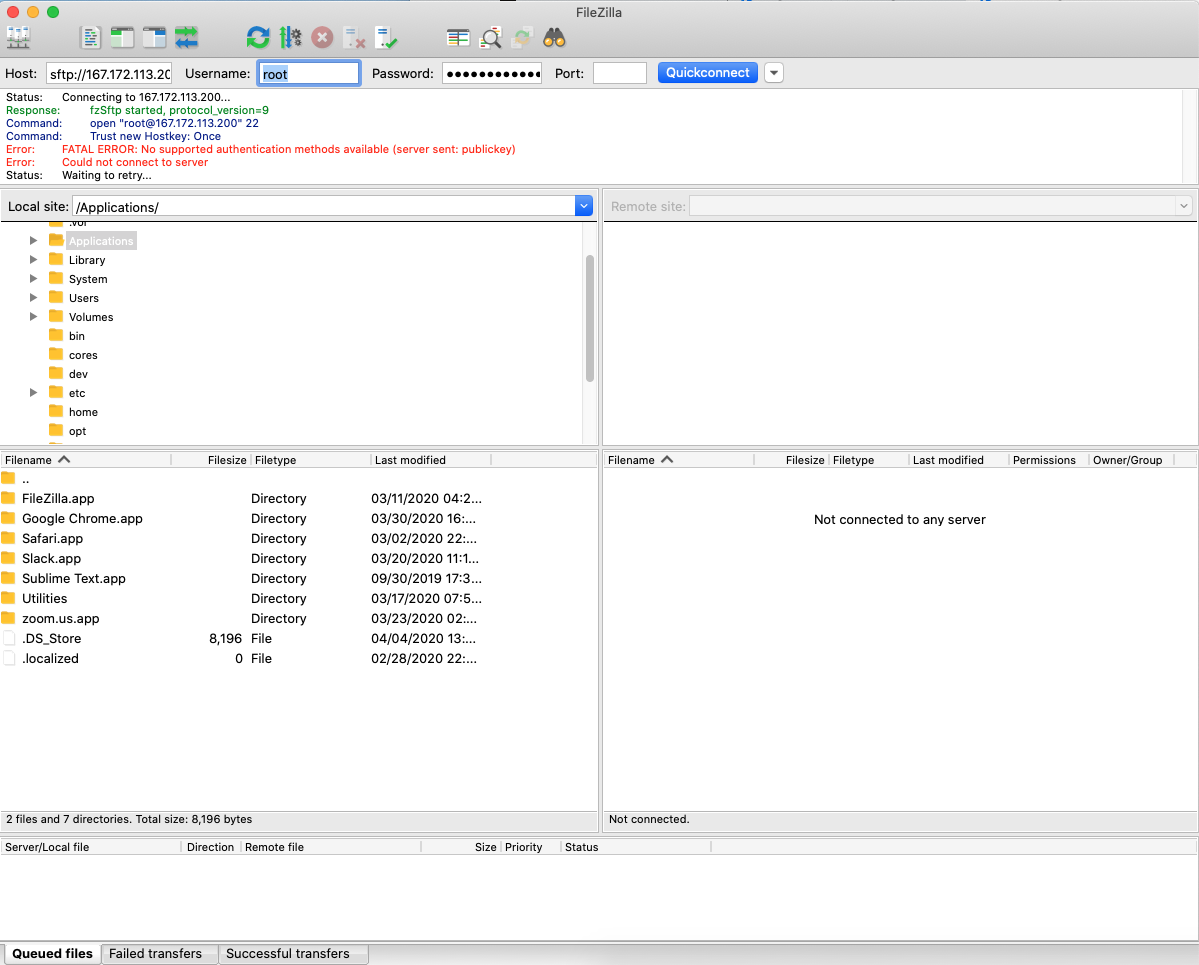 FileZilla
Host: sftp://167.172.113.20 Username: root Password: ●●●●●●●●●●●● Port: Quickconnect
Status: Connecting to 167.172.113.200...
Response: fzSftp started, protocol_version=9
Command: open "root@167.172.113.200" 22
Command: Trust new Hostkey: Once
Error: FATAL ERROR: No supported authentication methods available (server sent: publickey)
Error: Could not connect to server
Status: Waiting to retry...
Local site: /Applications/
Remote site:
.vol
Applications
Library
System
Users
Volumes
bin
cores
dev
etc
home
opt
Filename Filesize Filetype Last modified
..
FileZilla.app Directory 03/11/2020 04:2...
Google Chrome.app Directory 03/30/2020 16:...
Safari.app Directory 03/02/2020 22:...
Slack.app Directory 03/20/2020 11:1...
Sublime Text.app Directory 09/30/2019 17:3...
Utilities Directory 03/17/2020 07:5...
zoom.us.app Directory 03/23/2020 02:...
.DS_Store 8,196 File 04/04/2020 13:...
.localized 0 File 02/28/2020 22:...
2 files and 7 directories. Total size: 8,196 bytes
Filename Filesize Filetype Last modified Permissions Owner/Group
Not connected to any server
Not connected.
Server/Local file Direction Remote file Size Priority Status
Queued files Failed transfers Successful transfers